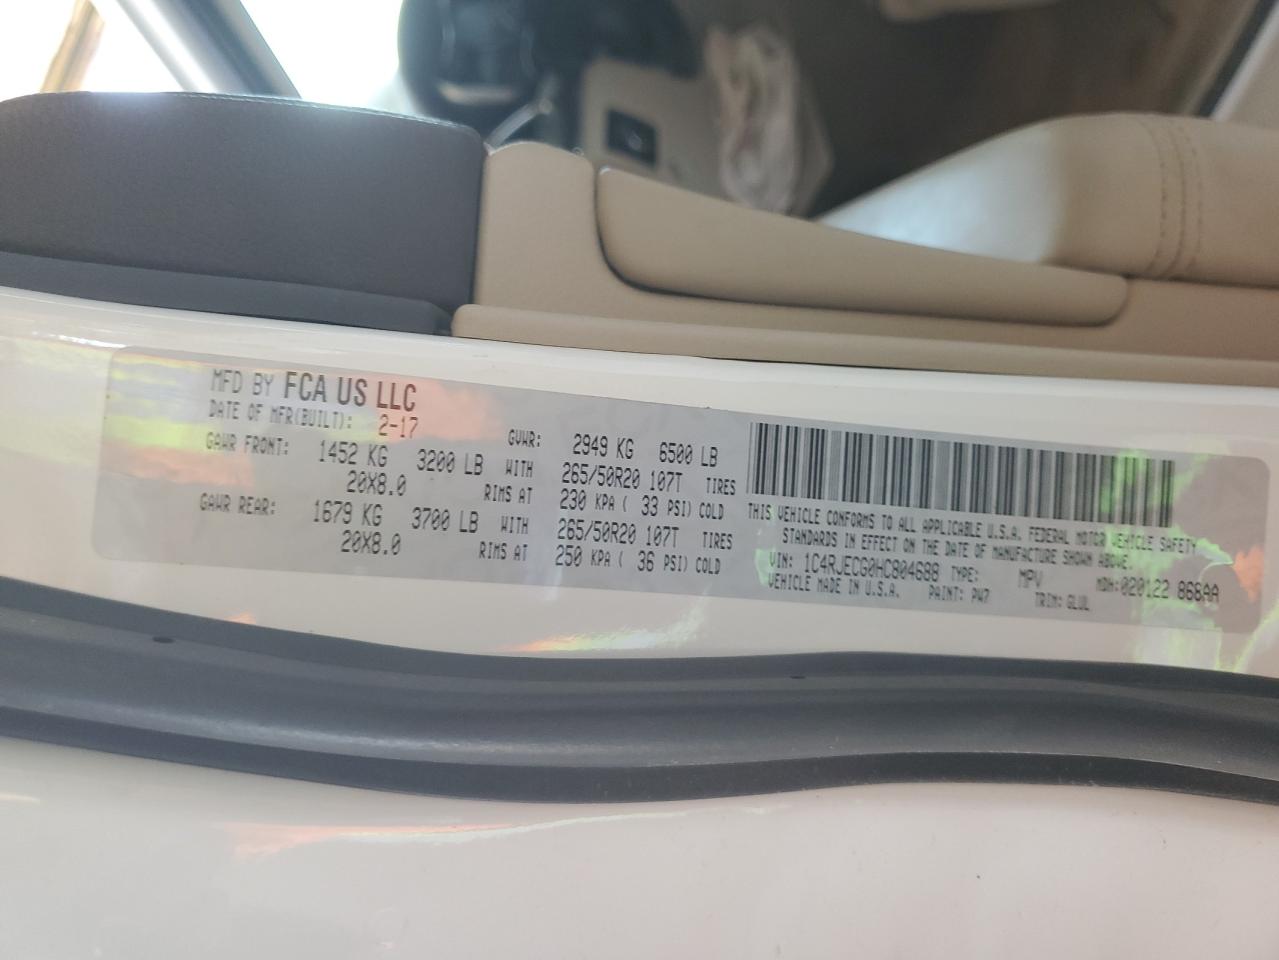 MFD BY FCA US LLC
DATE OF MFR(BUILT): 2-17 GVWR: 2949 KG 6500 LB
GAWR FRONT: 1452 KG 3200 LB WITH 265/50R20 107T TIRES
20X8.0 RIMS AT 230 KPA ( 33 PSI) COLD
GAWR REAR: 1679 KG 3700 LB WITH 265/50R20 107T TIRES
20X8.0 RIMS AT 250 KPA ( 36 PSI) COLD
THIS VEHICLE CONFORMS TO ALL APPLICABLE U.S.A. FEDERAL MOTOR VEHICLE SAFETY
STANDARDS IN EFFECT ON THE DATE OF MANUFACTURE SHOWN ABOVE.
VIN: 1C4RJECG0HC804688 TYPE: MPV MDH:020122 868AA
VEHICLE MADE IN U.S.A. PAINT: PW7 TRIM: GLUL